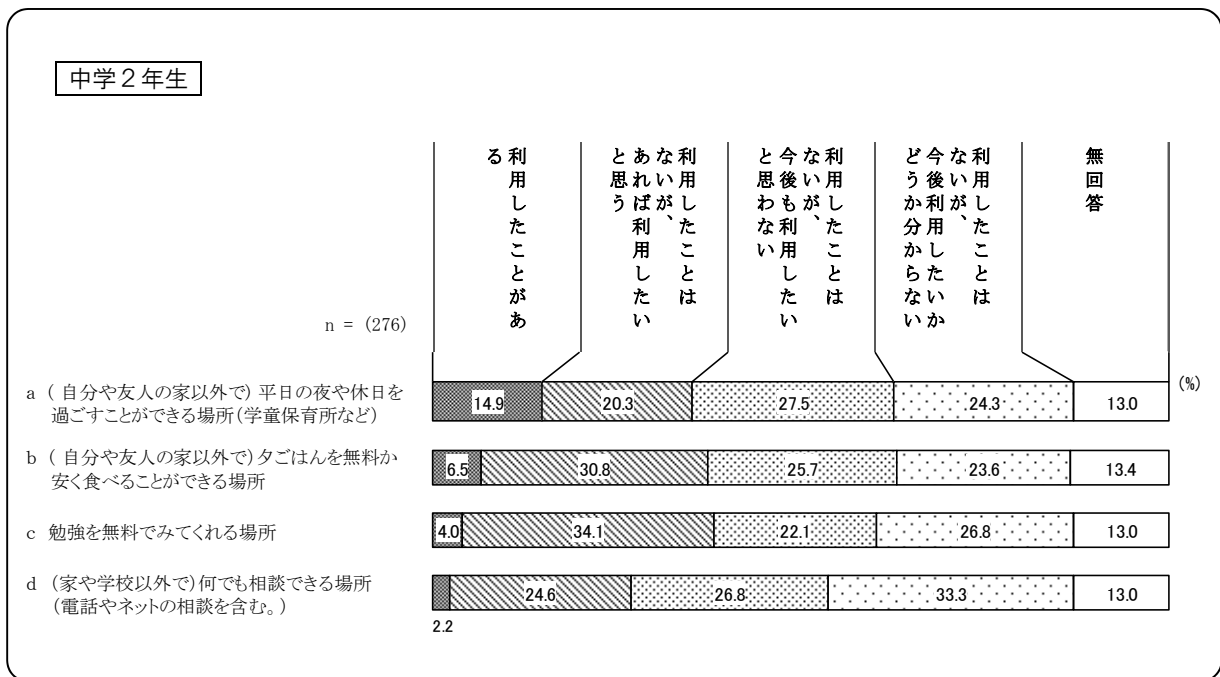 中学２年生
利用したことがあ
る
利用したことは
ないが、
あれば利用したい
と思う
利用したことは
ないが、
今後も利用したい
と思わない
利用したことは
ないが、
今後利用したいか
どうか分からない
無回答
n = (276)
(%)
a ( 自分や友人の家以外で) 平日の夜や休日を
過ごすことができる場所(学童保育所など)
14.9 20.3 27.5 24.3 13.0
b ( 自分や友人の家以外で)夕ごはんを無料か
安く食べることができる場所
6.5 30.8 25.7 23.6 13.4
c 勉強を無料でみてくれる場所
4.0 34.1 22.1 26.8 13.0
d (家や学校以外で)何でも相談できる場所
(電話やネットの相談を含む。)
24.6 26.8 33.3 13.0
2.2